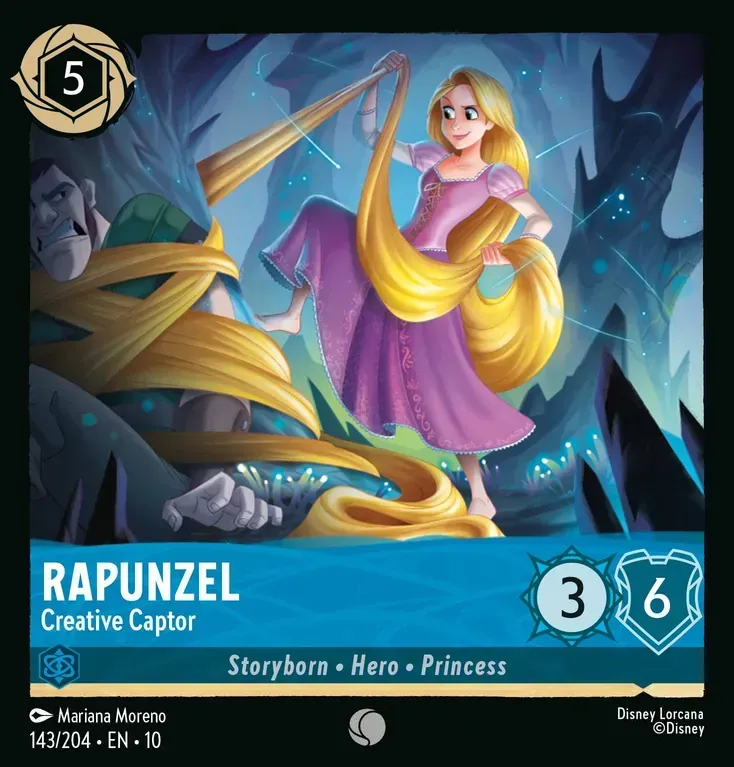 5
RAPUNZEL
Creative Captor
3
6
Storyborn • Hero • Princess
Mariana Moreno
143/204 • EN • 10
Disney Lorcana
©Disney